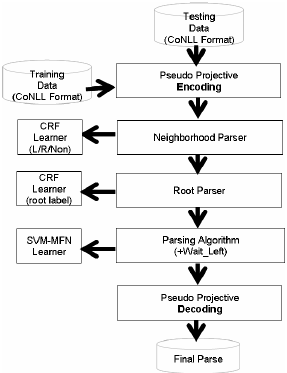 Testing
Data
(CoNLL Format)
Training
Data
(CoNLL Format)
Pseudo Projective
Encoding
CRF
Learner
(L/R/Non)
Neighborhood Parser
CRF
Learner
(root label)
Root Parser
SVM-MFN
Learner
Parsing Algorithm
(+Wait_Left)
Pseudo Projective
Decoding
Final Parse